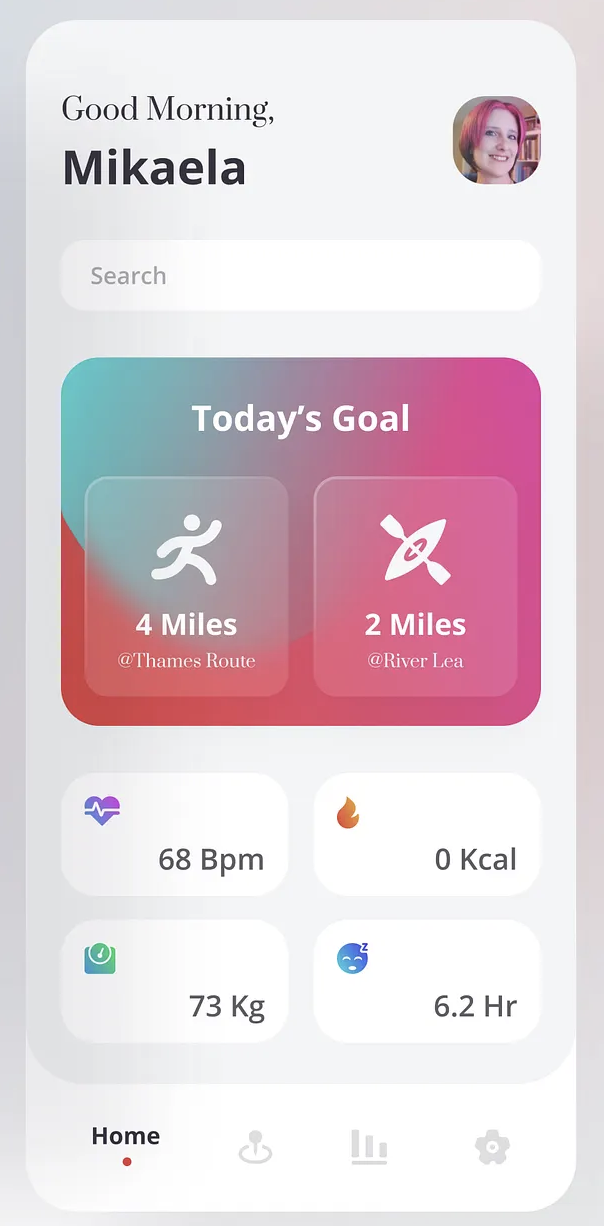 Good Morning,
Mikaela
Search
Today’s Goal
4 Miles
@Thames Route
2 Miles
@River Lea
68 Bpm
0 Kcal
73 Kg
6.2 Hr
Home